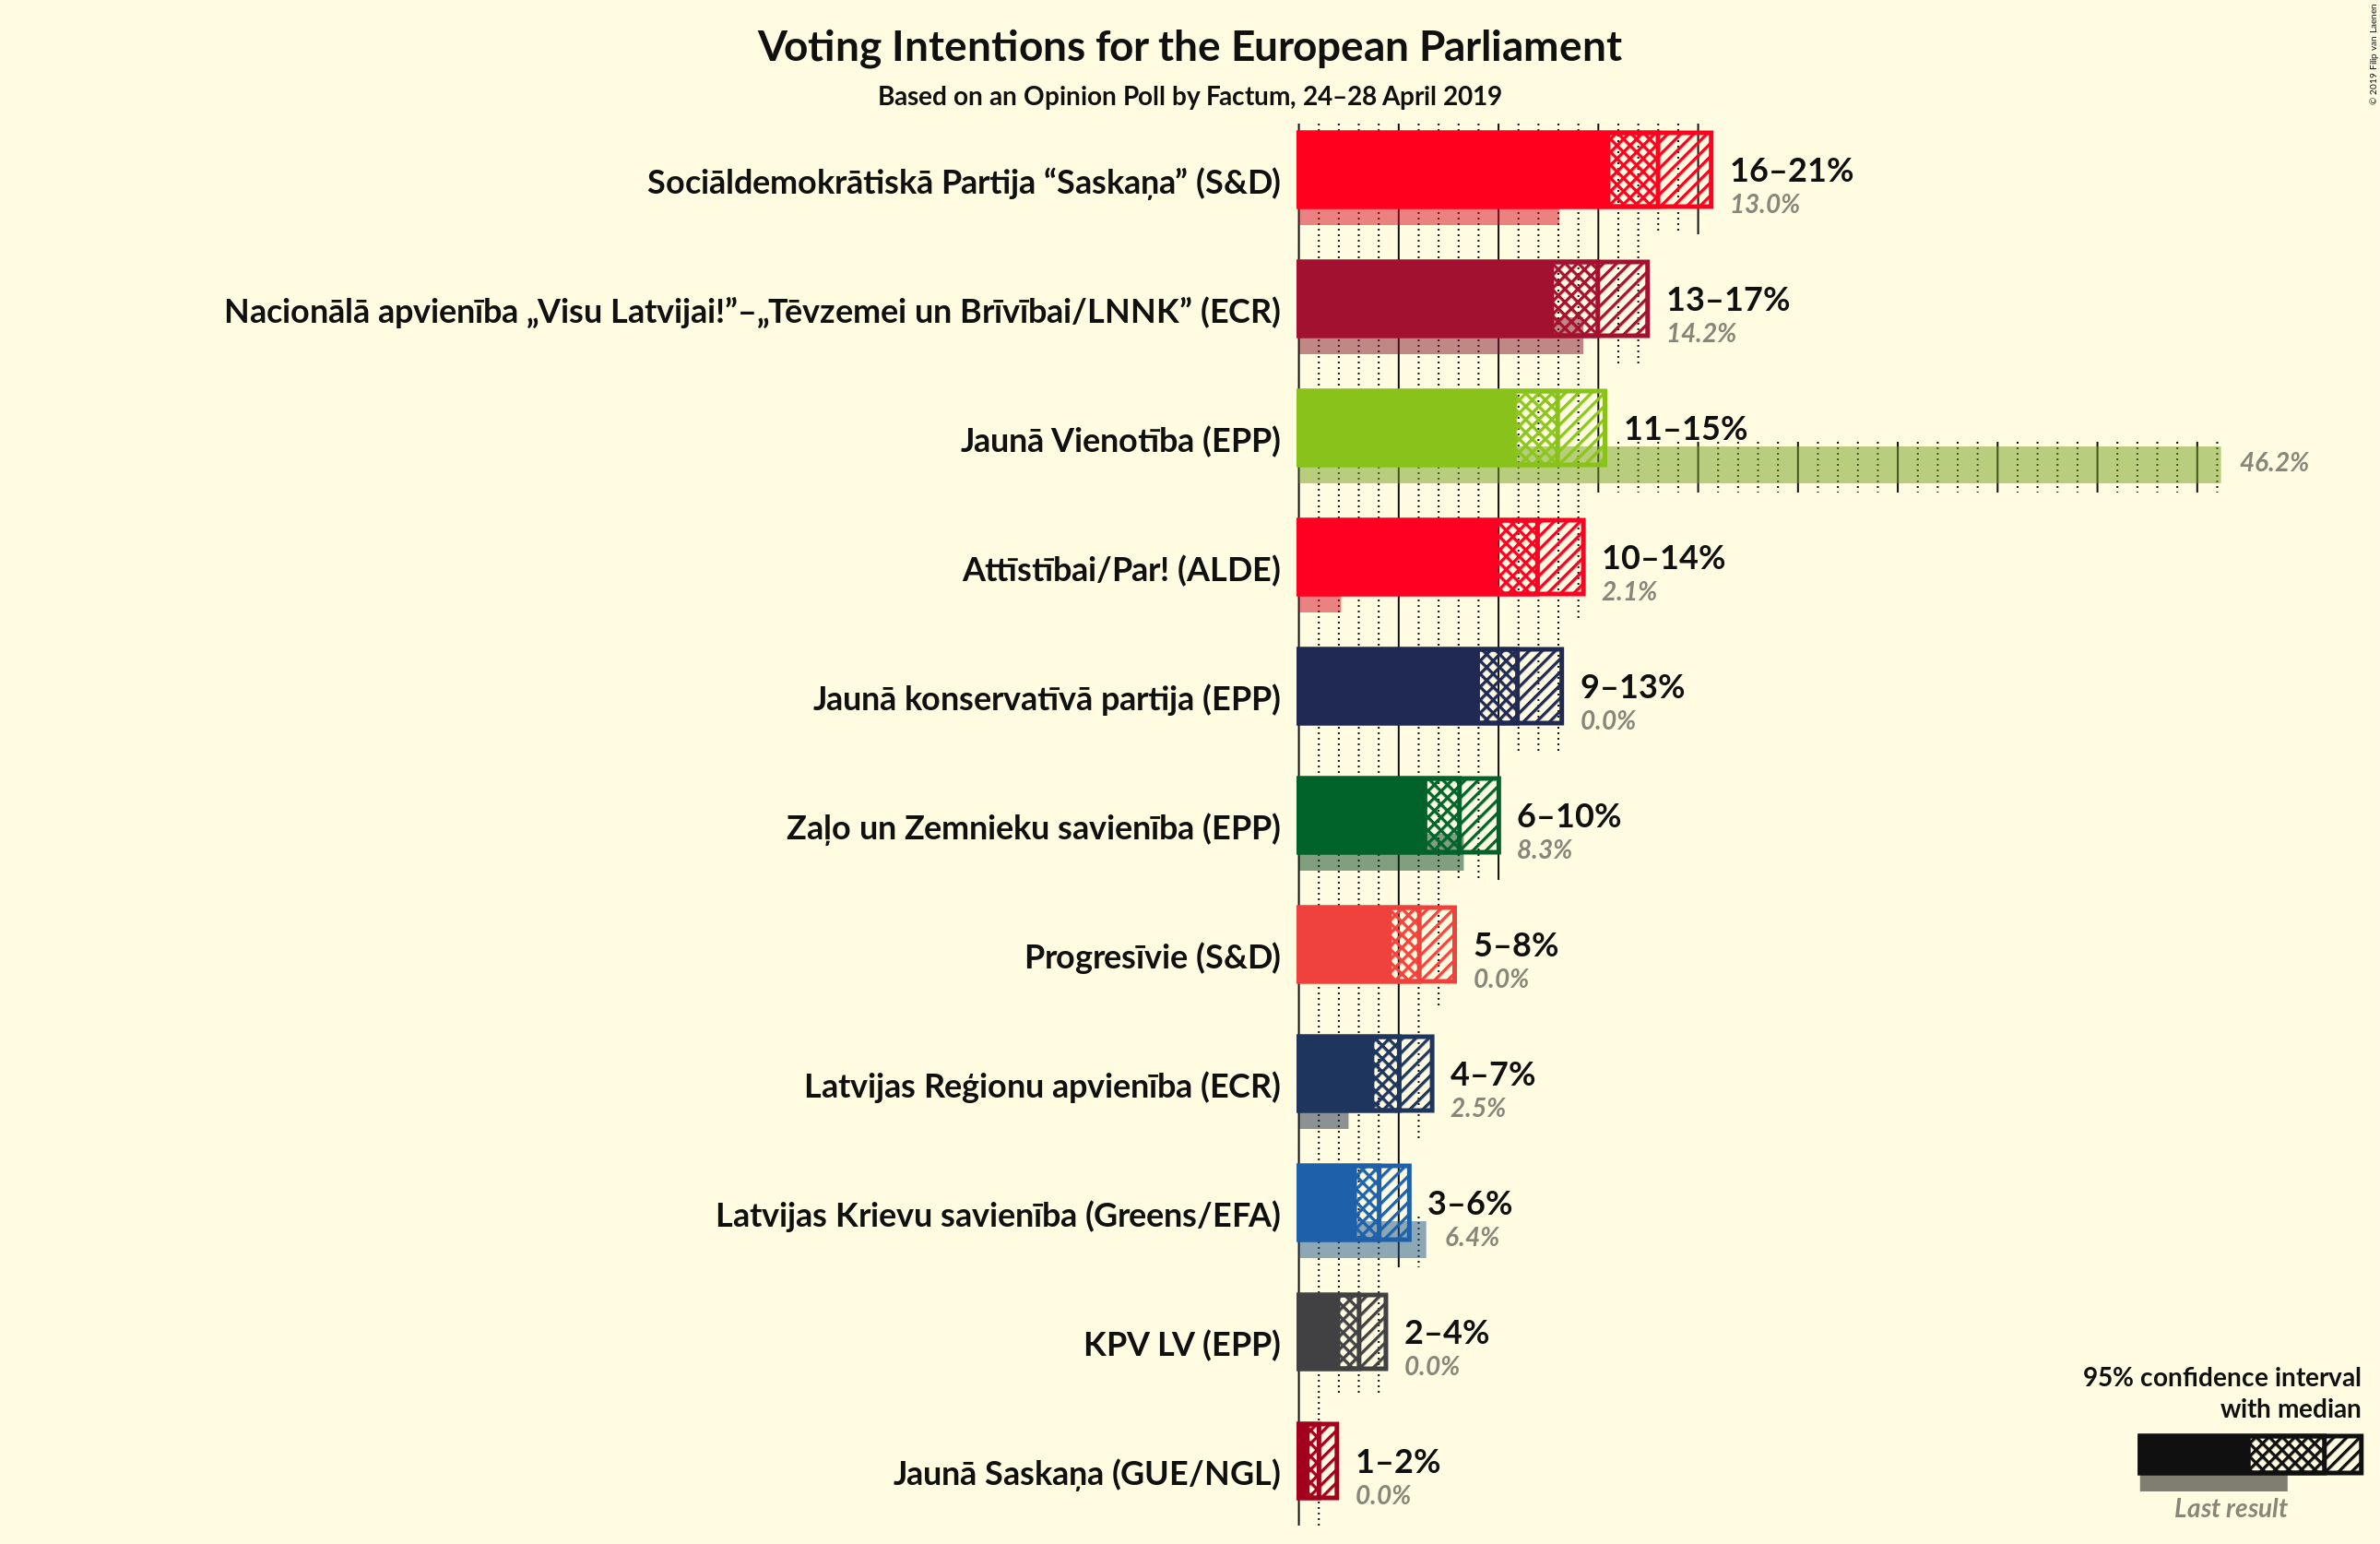 Voting Intentions for the European Parliament
Based on an Opinion Poll by Factum, 24–28 April 2019
© 2019 Filip van Laenen
Sociāldemokrātiskā Partija “Saskaņa” (S&D)
16–21%
13.0%
Nacionālā apvienība „Visu Latvijai!”–„Tēvzemei un Brīvībai/LNNK” (ECR)
13–17%
14.2%
Jaunā Vienotība (EPP)
11–15%
46.2%
Attīstībai/Par! (ALDE)
10–14%
2.1%
Jaunā konservatīvā partija (EPP)
9–13%
0.0%
Zaļo un Zemnieku savienība (EPP)
6–10%
8.3%
Progresīvie (S&D)
5–8%
0.0%
Latvijas Reģionu apvienība (ECR)
4–7%
2.5%
Latvijas Krievu savienība (Greens/EFA)
3–6%
6.4%
KPV LV (EPP)
2–4%
0.0%
Jaunā Saskaņa (GUE/NGL)
1–2%
0.0%
95% confidence interval
with median
Last result